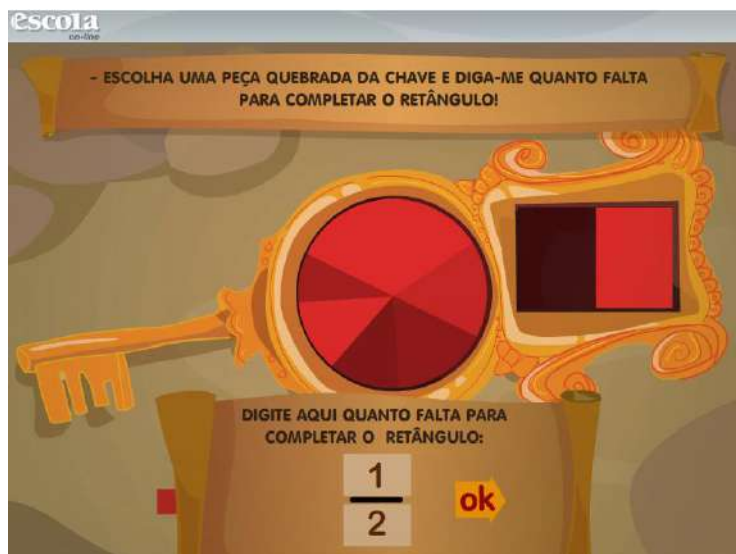 escola
on-line
- ESCOLHA UMA PEÇA QUEBRADA DA CHAVE E DIGA-ME QUANTO FALTA
PARA COMPLETAR O RETÂNGULO!
DIGITE AQUI QUANTO FALTA PARA
COMPLETAR O RETÂNGULO:
1
2
ok